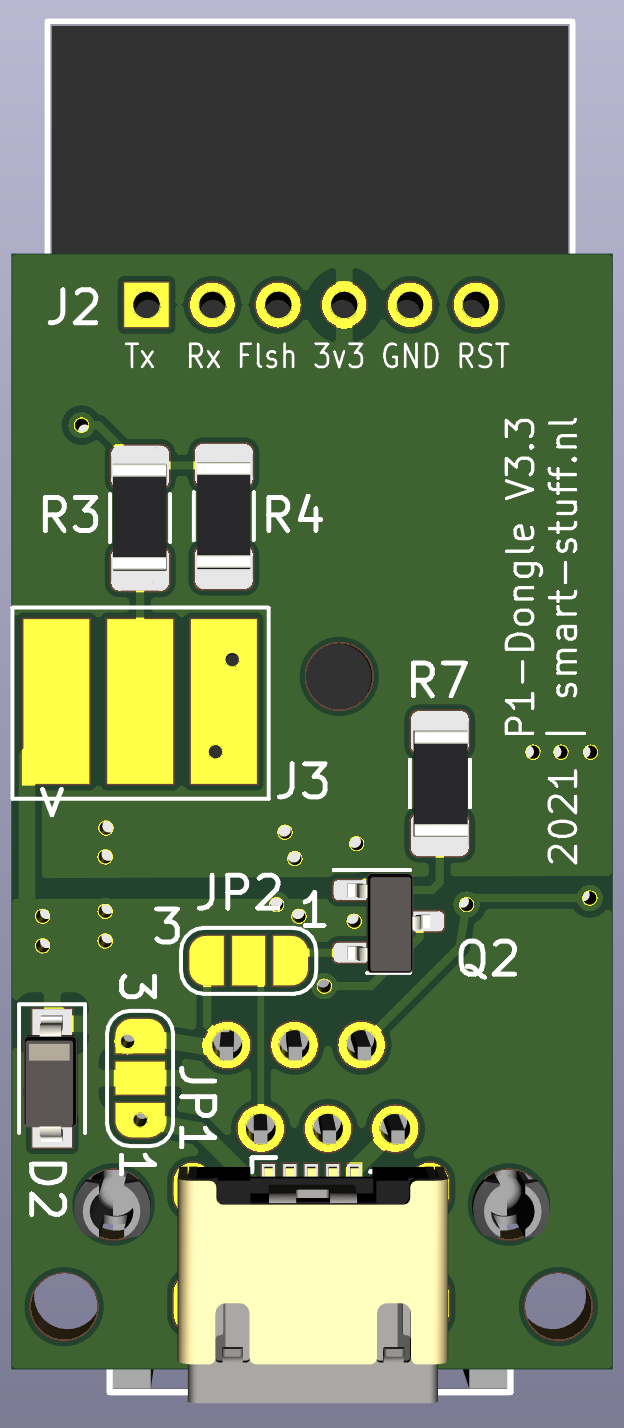 J2
Tx Rx Flsh 3v3 GND RST
R3
R4
P1-Dongle V3.3
2021 | smart-stuff.nl
R7
J3
V
JP2
3
1
Q2
3
JP1
1
D2